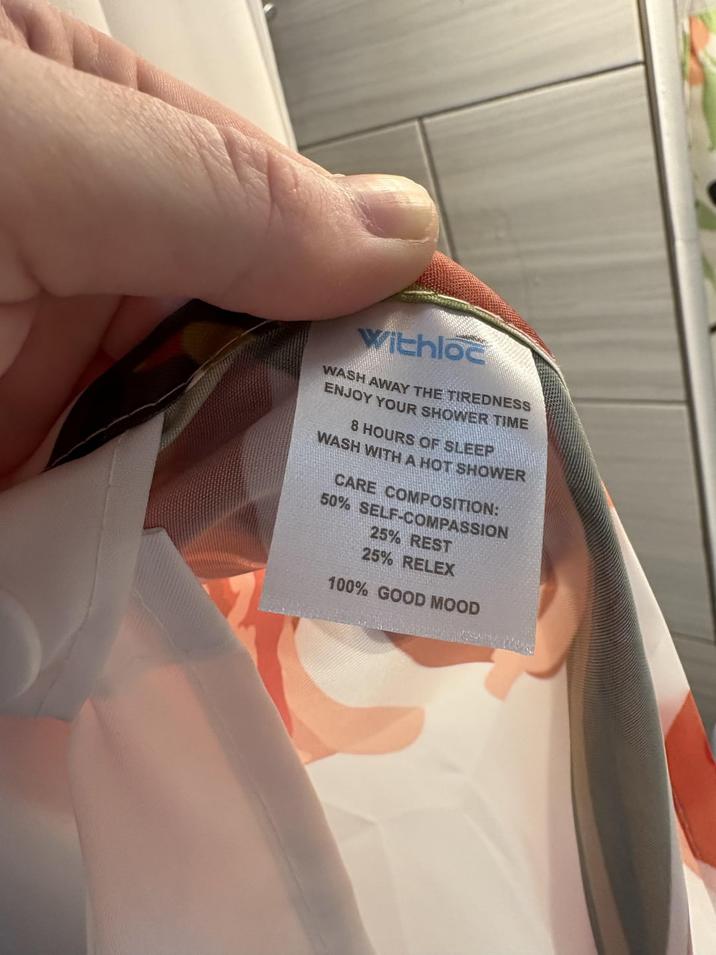 Withloc
WASH AWAY THE TIREDNESS
ENJOY YOUR SHOWER TIME
8 HOURS OF SLEEP
WASH WITH A HOT SHOWER
CARE COMPOSITION:
50% SELF-COMPASSION
25% REST
25% RELEX
100% GOOD MOOD